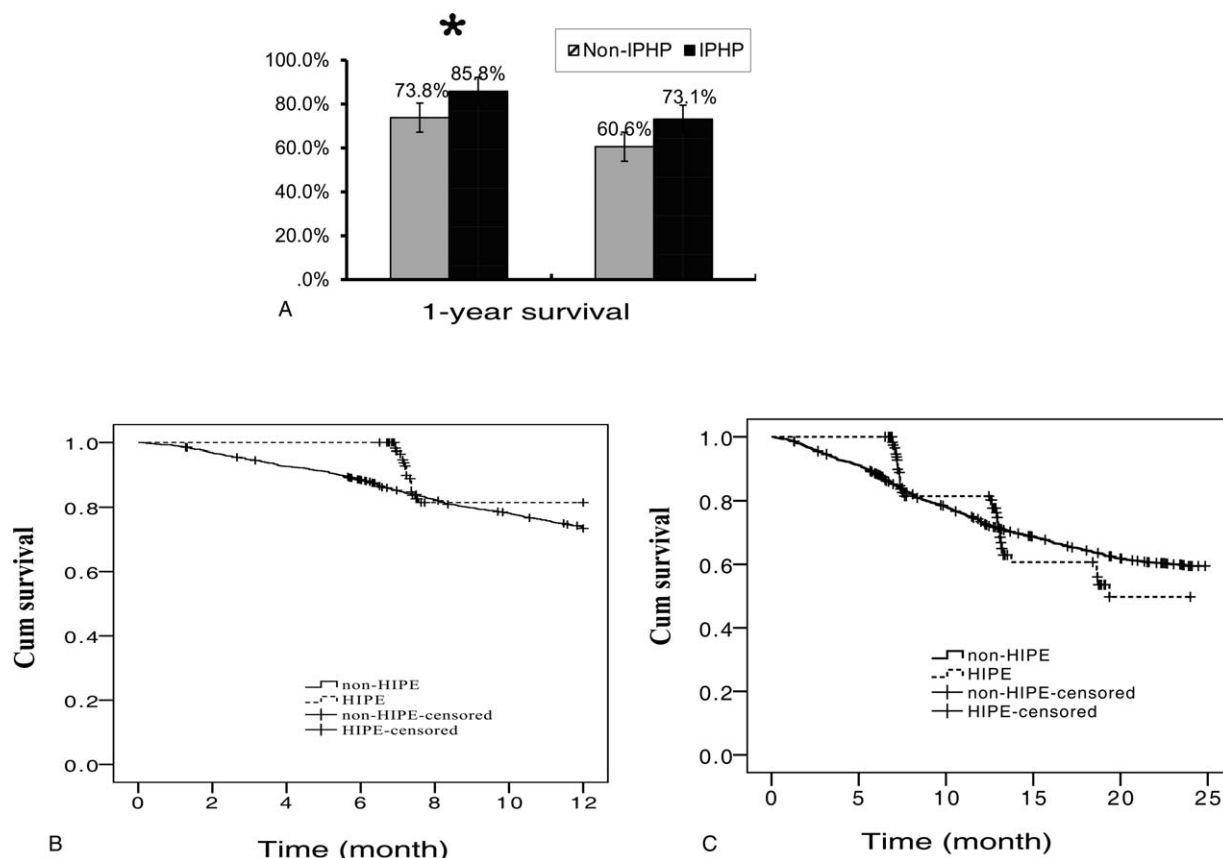 *
Non-IPHP IPHP
100.0%
80.0%
60.0%
40.0%
20.0%
.0%
73.8%
85.8%
60.6%
73.1%
A
1-year survival
Cum survival
1.0
0.8
0.6
0.4
0.2
0.0
non-HIPE
HIPE
non-HIPE-censored
HIPE-censored
0 2 4 6 8 10 12
B
Time (month)
Cum survival
1.0
0.8
0.6
0.4
0.2
0.0
non-HIPE
HIPE
non-HIPE-censored
HIPE-censored
0 5 10 15 20 25
C
Time (month)